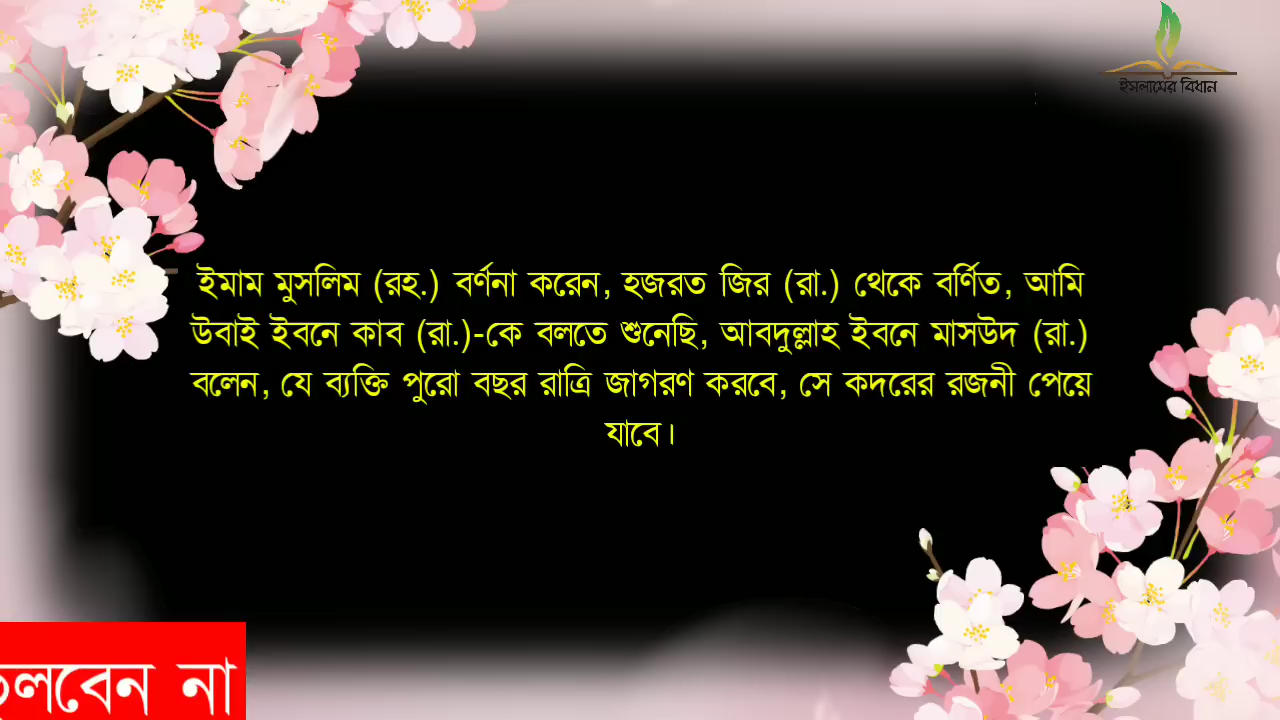 ইসলামের বিধান
ইমাম মুসলিম (রহ.) বর্ণনা করেন, হজরত জির (রা.) থেকে বর্ণিত, আমি
উবাই ইবনে কাব (রা.)-কে বলতে শুনেছি, আবদুল্লাহ ইবনে মাসউদ (রা.)
বলেন, যে ব্যক্তি পুরো বছর রাত্রি জাগরণ করবে, সে কদরের রজনী পেয়ে
যাবে।
না